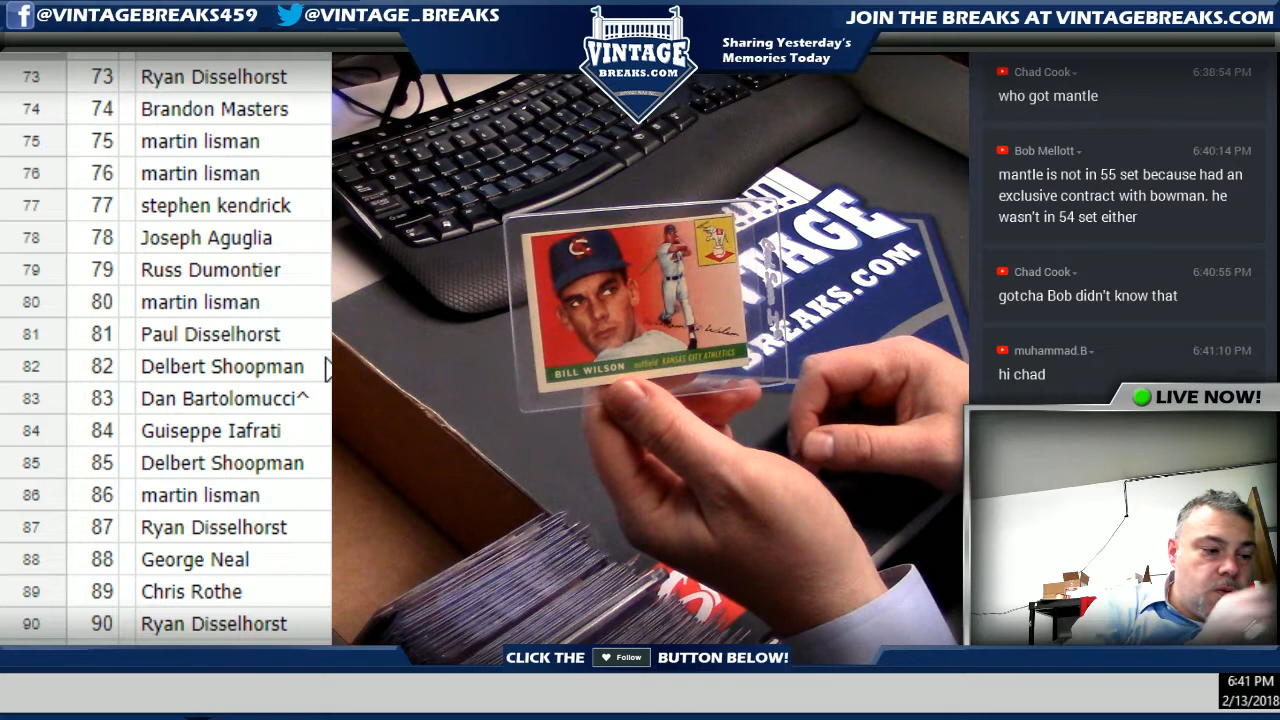 @VINTAGEBREAKS459
@VINTAGE_BREAKS
VINTAGE
BREAKS.COM
Sharing Yesterday's
Memories Today
JOIN THE BREAKS AT VINTAGEBREAKS.COM
73 73 Ryan Disselhorst
74 74 Brandon Masters
75 75 martin lisman
76 76 martin lisman
77 77 stephen kendrick
78 78 Joseph Aguglia
79 79 Russ Dumontier
80 80 martin lisman
81 81 Paul Disselhorst
82 82 Delbert Shoopman
83 83 Dan Bartolomucci^
84 84 Guiseppe Iafrati
85 85 Delbert Shoopman
86 86 martin lisman
87 87 Ryan Disselhorst
88 88 George Neal
89 89 Chris Rothe
90 90 Ryan Disselhorst
C
BILL WILSON outfield KANSAS CITY ATHLETICS
VINTAGE
BREAKS.COM
Chad Cook 6:38:54 PM
who got mantle
Bob Mellott 6:40:14 PM
mantle is not in 55 set because had an
exclusive contract with bowman. he
wasn't in 54 set either
Chad Cook 6:40:55 PM
gotcha Bob didn't know that
muhammad.B 6:41:10 PM
hi chad
LIVE NOW!
CLICK THE Follow BUTTON BELOW!
6:41 PM
2/13/2018